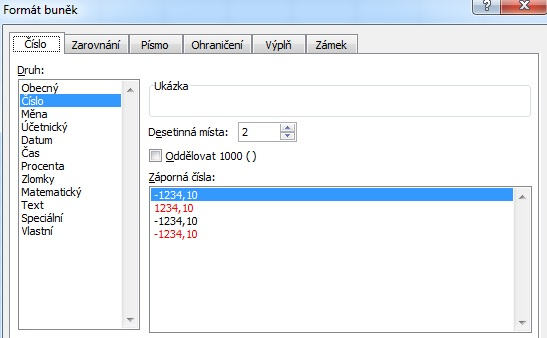 Formát buněk
Číslo Zarovnání Písmo Ohraničení Výplň Zámek
Druh:
Obecný
Číslo
Měna
Účetnický
Datum
Čas
Procenta
Zlomky
Matematický
Text
Speciální
Vlastní
Ukázka
Desetinná místa: 2
Oddělovat 1000 ( )
Záporná čísla:
-1234,10
1234,10
-1234,10
-1234,10